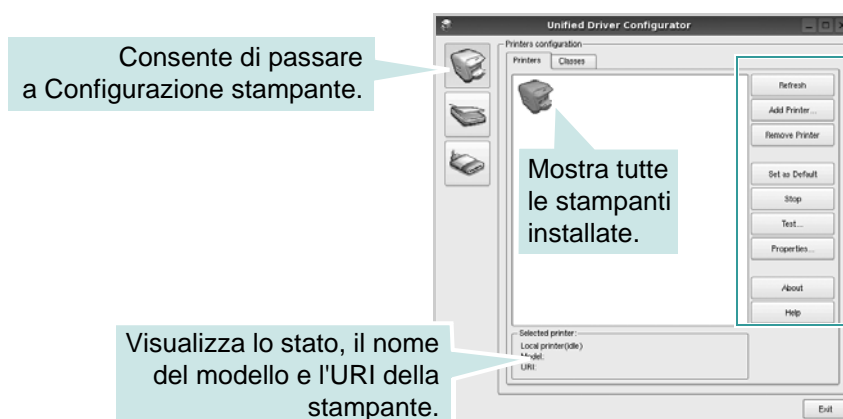 Unified Driver Configurator
Consente di passare
a Configurazione stampante.
Printers configuration
Printers
Classes
Refresh
Add Printer...
Remove Printer
Set as Default
Stop
Test...
Properties...
About
Help
Mostra tutte
le stampanti
installate.
Visualizza lo stato, il nome
del modello e l'URI della
stampante.
Selected printer:
Local printer(idle)
Model:
URI:
Exit